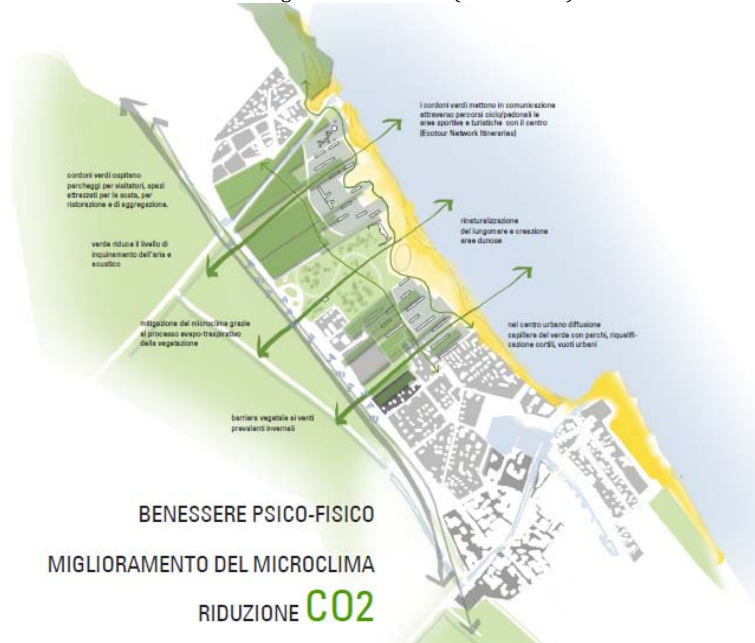 i cordoni verdi mettono in comunicazione
attraverso percorsi ciclo/pedonali le
aree sportive e turistiche con il centro
(Ecotour Network Itineraries)
cordoni verdi ospitano
parcheggi per visitatori, spazi
attrezzati per la sosta, per
ristorazione e di aggregazione.
rinaturalizzazione
del lungomare e creazione
aree dunose
verde riduce il livello di
inquinamento dell'aria e
acustico
mitigazione del microclima grazie
al processo evapo-traspirativo
della vegetazione
nel centro urbano diffusione
capillare del verde con parchi, riqualifi-
cazione cortili, vuoti urbani
barriera vegetale ai venti
prevalenti invernali
BENESSERE PSICO-FISICO
MIGLIORAMENTO DEL MICROCLIMA
RIDUZIONE CO2